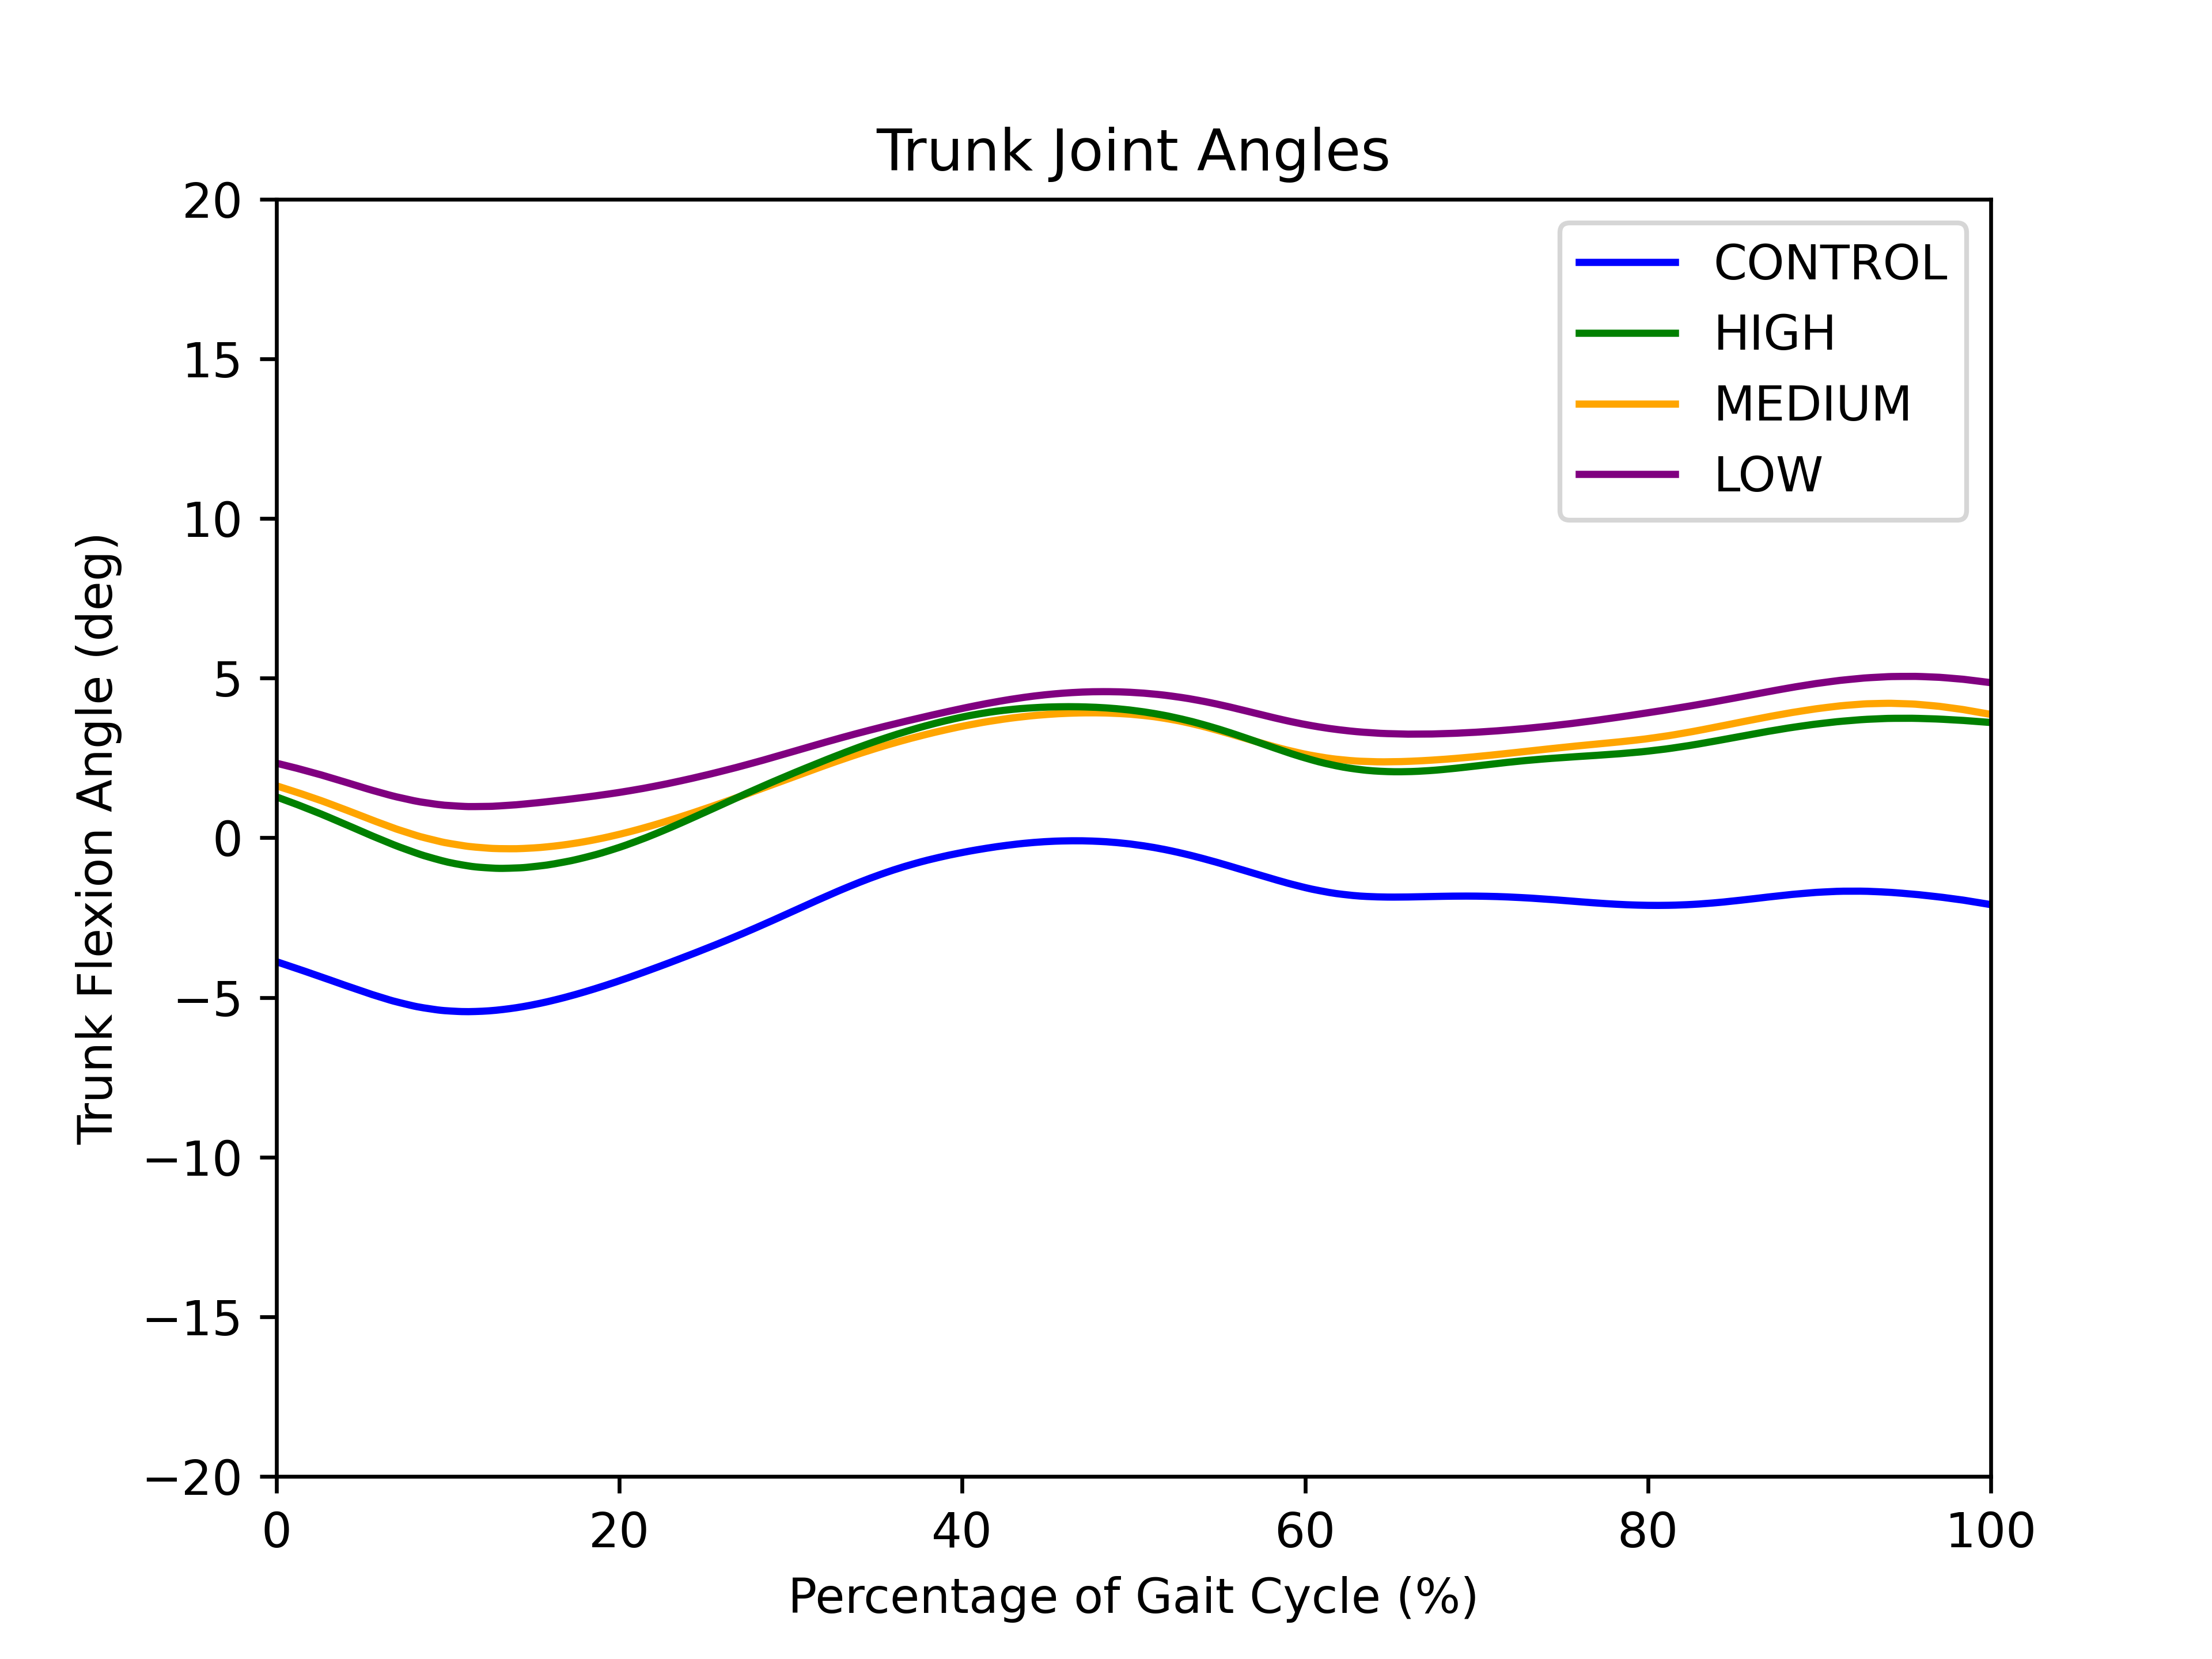 Trunk Joint Angles
20
15
10
5
0
−5
−10
−15
−20
Trunk Flexion Angle (deg)
CONTROL
HIGH
MEDIUM
LOW
0 20 40 60 80 100
Percentage of Gait Cycle (%)